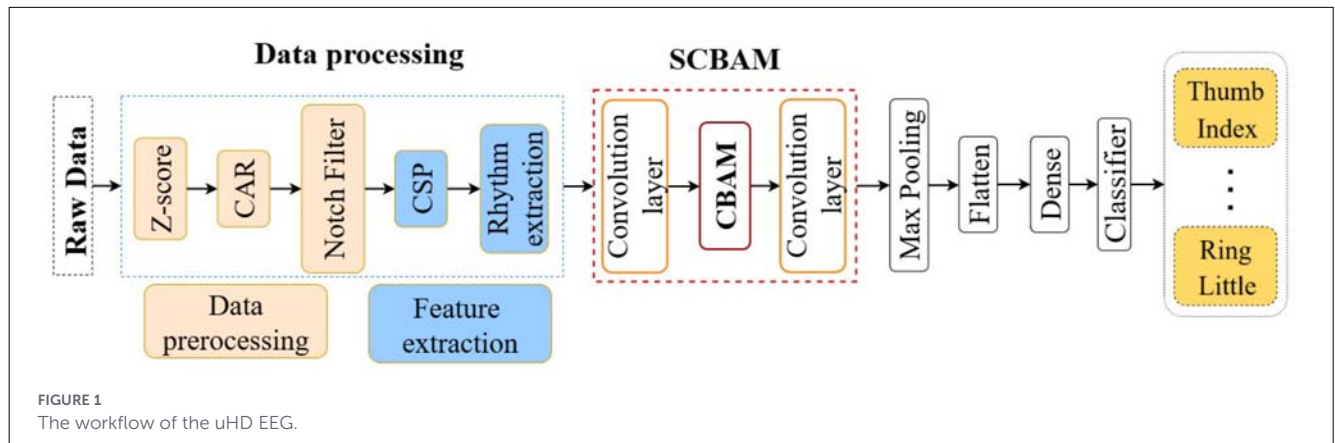 Data processing
SCBAM
Raw Data
Z-score
CAR
Notch Filter
CSP
Rhythm
extraction
Convolution
layer
CBAM
Convolution
layer
Max Pooling
Flatten
Dense
Classifier
Thumb
Index
Ring
Little
Data
prerocessing
Feature
extraction
FIGURE 1
The workflow of the uHD EEG.